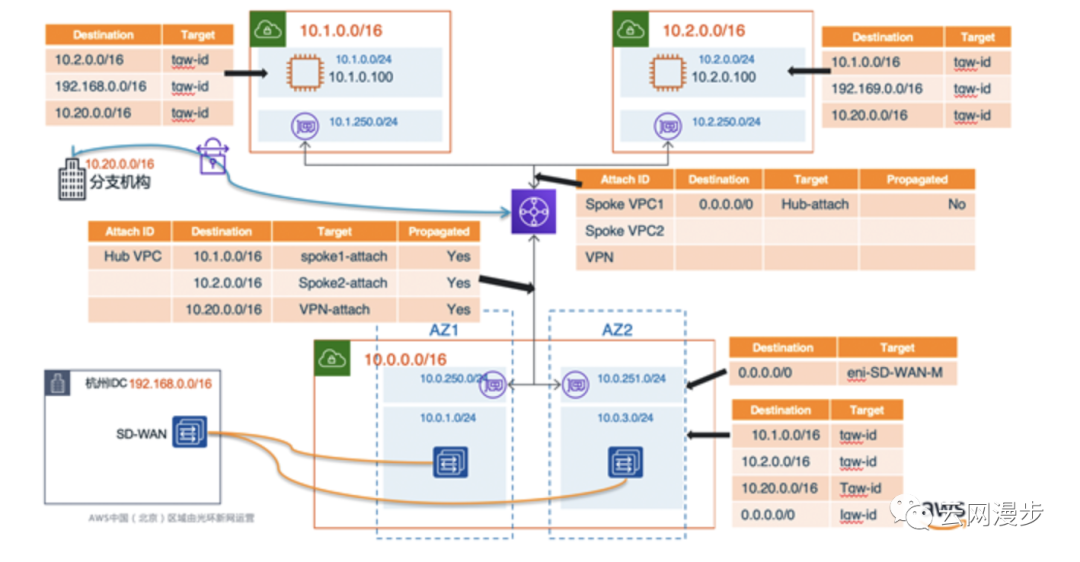 Destination Target
10.2.0.0/16 tgw-id
192.168.0.0/16 tgw-id
10.20.0.0/16 tgw-id
10.1.0.0/16
10.1.0.0/24
10.1.0.100
10.1.250.0/24
10.2.0.0/16
10.2.0.0/24
10.2.0.100
10.2.250.0/24
Destination Target
10.1.0.0/16 tgw-id
192.169.0.0/16 tgw-id
10.20.0.0/16 tgw-id
10.20.0.0/16
分支机构
Attach ID Destination Target Propagated
Spoke VPC1 0.0.0.0/0 Hub-attach No
Spoke VPC2
VPN
Attach ID Destination Target Propagated
Hub VPC 10.1.0.0/16 spoke1-attach Yes
10.2.0.0/16 Spoke2-attach Yes
10.20.0.0/16 VPN-attach Yes
AZ1
AZ2
10.0.0.0/16
10.0.250.0/24
10.0.251.0/24
10.0.1.0/24
10.0.3.0/24
Destination Target
0.0.0.0/0 eni-SD-WAN-M
Destination Target
10.1.0.0/16 tgw-id
10.2.0.0/16 tgw-id
10.20.0.0/16 Tgw-id
0.0.0.0/0 Igw-id
杭州IDC 192.168.0.0/16
SD-WAN
AWS中国（北京）区域由光环新网运营
aws
云网漫步